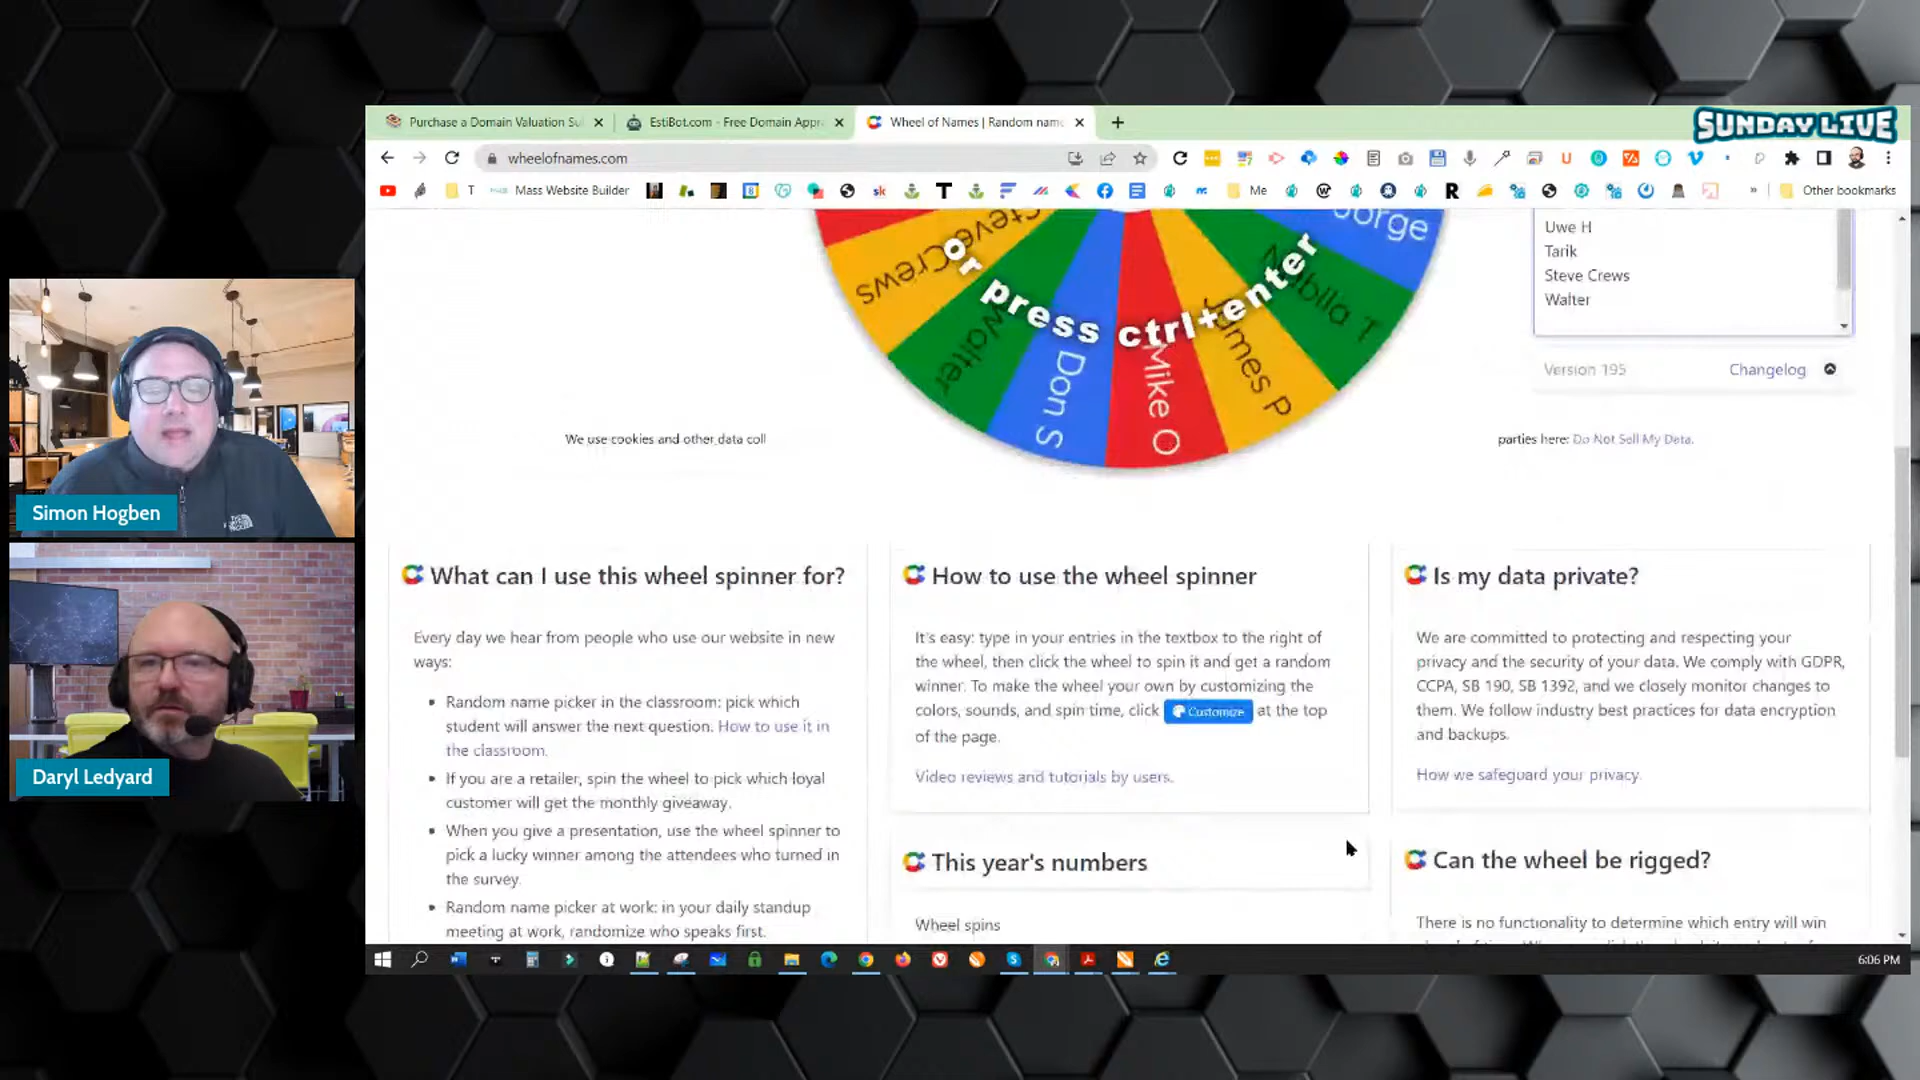 SUNDAY LIVE
Purchase a Domain Valuation Su
EstiBot.com - Free Domain Appr
Wheel of Names | Random name
wheelofnames.com
T
Mass Website Builder
sk
T
Me
R
»
Other bookmarks
Steve Crews
Walter
Don S
Mike O
James P
T
or press ctrl+enter
Uwe H
Tarik
Steve Crews
Walter
Version 195
Changelog
We use cookies and other data coll
parties here: Do Not Sell My Data.
Simon Hogben
THE NORTH FACE
Daryl Ledyard
What can I use this wheel spinner for?
Every day we hear from people who use our website in new
ways:
Random name picker in the classroom: pick which
student will answer the next question. How to use it in
the classroom.
If you are a retailer, spin the wheel to pick which loyal
customer will get the monthly giveaway.
When you give a presentation, use the wheel spinner to
pick a lucky winner among the attendees who turned in
the survey.
Random name picker at work: in your daily standup
meeting at work, randomize who speaks first.
How to use the wheel spinner
It's easy: type in your entries in the textbox to the right of
the wheel, then click the wheel to spin it and get a random
winner. To make the wheel your own by customizing the
colors, sounds, and spin time, click Customize at the top
of the page.
Video reviews and tutorials by users.
This year's numbers
Wheel spins
Is my data private?
We are committed to protecting and respecting your
privacy and the security of your data. We comply with GDPR,
CCPA, SB 190, SB 1392, and we closely monitor changes to
them. We follow industry best practices for data encryption
and backups.
How we safeguard your privacy.
Can the wheel be rigged?
There is no functionality to determine which entry will win
6:06 PM